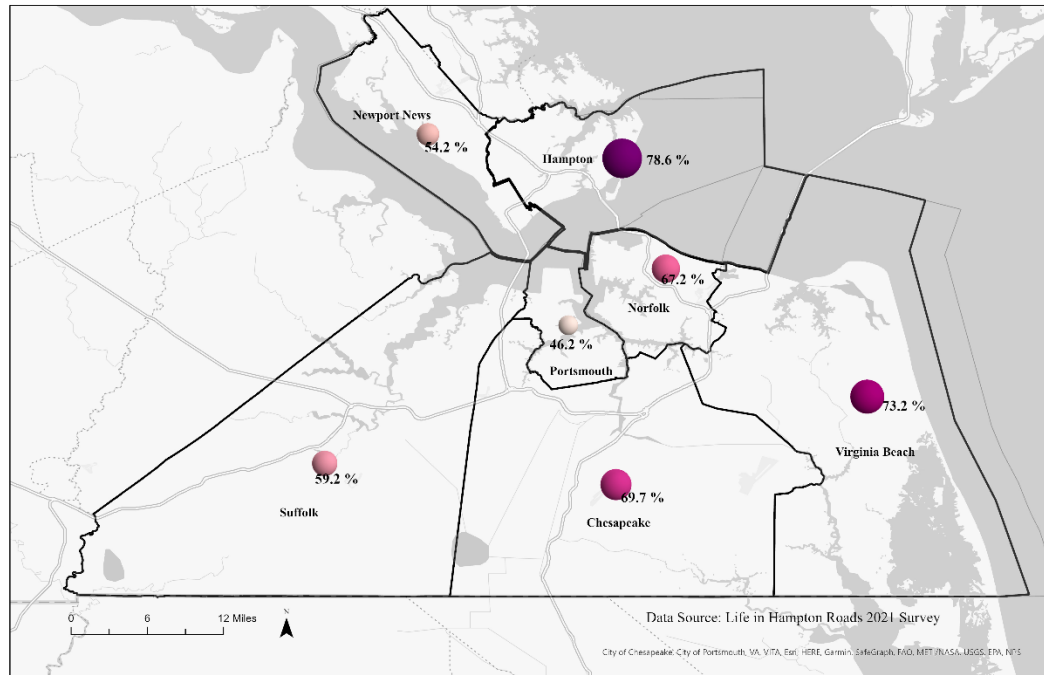 Newport News
54.2 %
Hampton
78.6 %
67.2 %
Norfolk
46.2 %
Portsmouth
73.2 %
Virginia Beach
59.2 %
Suffolk
69.7 %
Chesapeake
0 6 12 Miles
N
Data Source: Life in Hampton Roads 2021 Survey
City of Chesapeake, City of Portsmouth, VA, VITA, Esri, HERE, Garmin, SafeGraph, FAO, METI/NASA, USGS, EPA, NPS